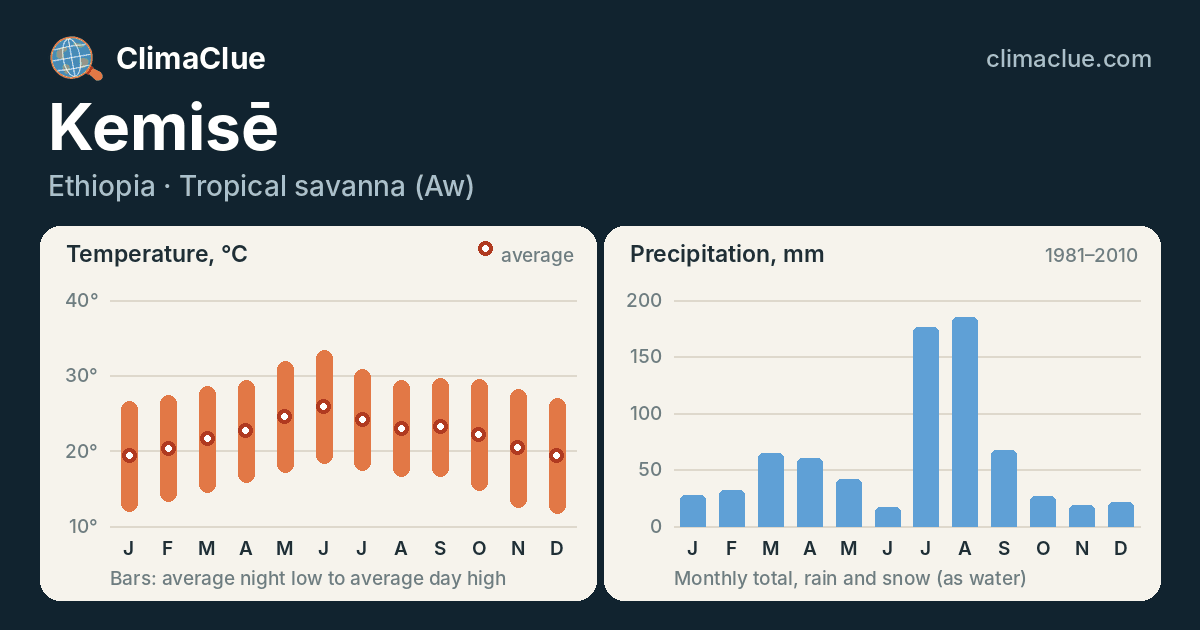 ClimaClue
climaclue.com
Kemisē
Ethiopia · Tropical savanna (Aw)
Temperature, °C
average
40°
30°
20°
10°
J F M A M J J A S O N D
Bars: average night low to average day high
Precipitation, mm
1981–2010
200
150
100
50
0
J F M A M J J A S O N D
Monthly total, rain and snow (as water)